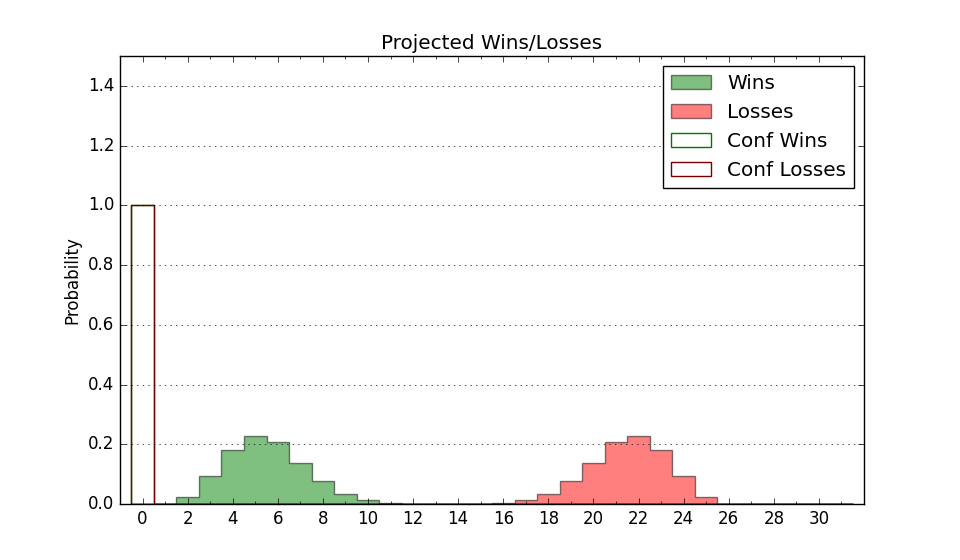 Projected Wins/Losses
Wins
Losses
Conf Wins
Conf Losses
Probability
1.4
1.2
1.0
0.8
0.6
0.4
0.2
0.0
0 2 4 6 8 10 12 14 16 18 20 22 24 26 28 30